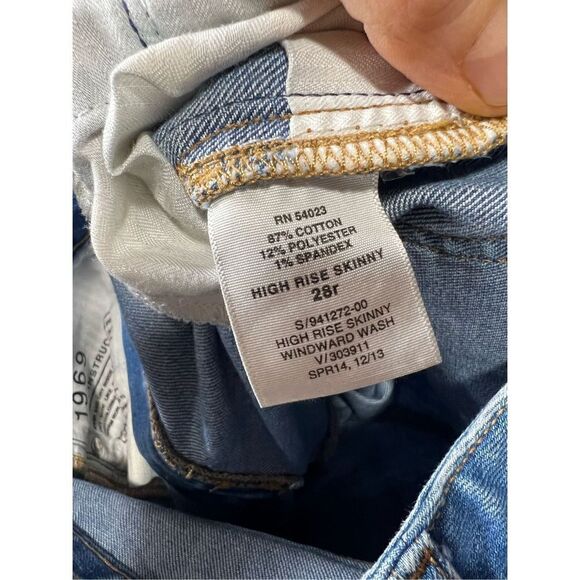 RN 54023
87% COTTON
12% POLYESTER
1% SPANDEX
HIGH RISE SKINNY
28r
S/941272-00
HIGH RISE SKINNY
WINDWARD WASH
V/303911
SPR14, 12/13
1969